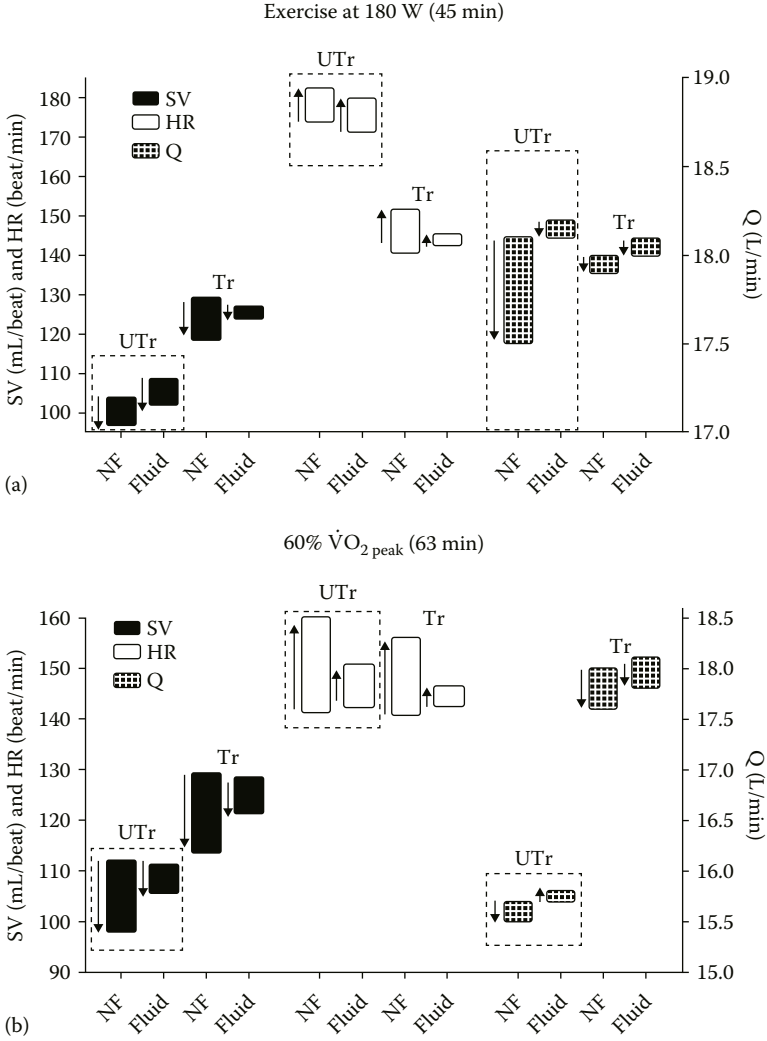 Exercise at 180 W (45 min)
SV (mL/beat) and HR (beat/min)
180
170
160
150
140
130
120
110
100
SV
HR
Q
UTr
Tr
UTr
Tr
UTr
Tr
19.0
18.5
18.0
17.5
17.0
Q (L/min)
NF
Fluid
NF
Fluid
NF
Fluid
NF
Fluid
NF
Fluid
NF
Fluid
(a)
60% V̇O2 peak (63 min)
SV (mL/beat) and HR (beat/min)
160
150
140
130
120
110
100
90
SV
HR
Q
UTr
Tr
UTr
Tr
UTr
Tr
18.5
18.0
17.5
17.0
16.5
16.0
15.5
15.0
Q (L/min)
NF
Fluid
NF
Fluid
NF
Fluid
NF
Fluid
NF
Fluid
NF
Fluid
(b)